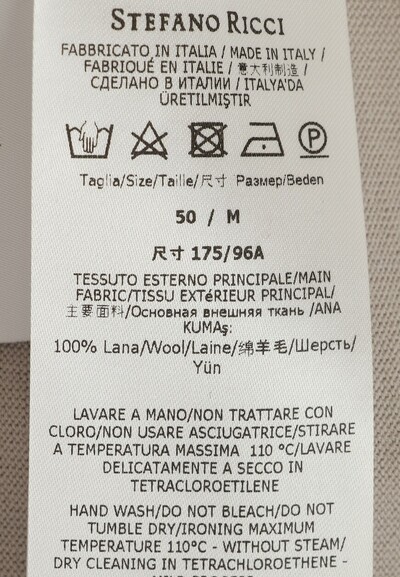 STEFANO RICCI
FABBRICATO IN ITALIA / MADE IN ITALY /
FABRIQUÉ EN ITALIE / 意大利制造 /
СДЕЛАНО В ИТАЛИИ / ITALYA'DA
ÜRETILMIŞTIR
P
Taglia/Size/Taille/尺寸 Размер/Beden
50 / M
尺寸 175/96A
TESSUTO ESTERNO PRINCIPALE/MAIN
FABRIC/TISSU EXTéRIEUR PRINCIPAL/
主要面料/Основная внешняя ткань /ANA
KUMAş:
100% Lana/Wool/Laine/绵羊毛/Шерсть/
Yün
LAVARE A MANO/NON TRATTARE CON
CLORO/NON USARE ASCIUGATRICE/STIRARE
A TEMPERATURA MASSIMA 110 °C/LAVARE
DELICATAMENTE A SECCO IN
TETRACLOROETILENE
HAND WASH/DO NOT BLEACH/DO NOT
TUMBLE DRY/IRONING MAXIMUM
TEMPERATURE 110°C - WITHOUT STEAM/
DRY CLEANING IN TETRACHLOROETHENE -